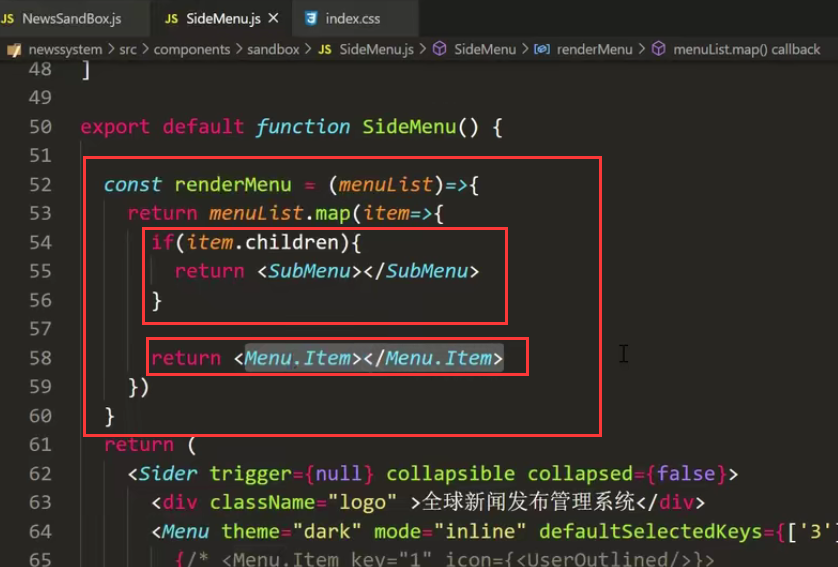 JS NewsSandBox.js JS SideMenu.js × index.css
newssystem > src > components > sandbox > JS SideMenu.js > SideMenu > renderMenu > menuList.map() callback
48 ]
49
50 export default function SideMenu() {
51
52 const renderMenu = (menuList)=>{
53 return menuList.map(item=>{
54 if(item.children){
55 return <SubMenu></SubMenu>
56 }
57
58 return <Menu.Item></Menu.Item>
59 })
60 }
61 return (
62 <Sider trigger={null} collapsible collapsed={false}>
63 <div className="logo" >全球新闻发布管理系统</div>
64 <Menu theme="dark" mode="inline" defaultSelectedKeys={['3']
65 {/* <Menu.Item key="1" icon={<UserOutlined/>}>